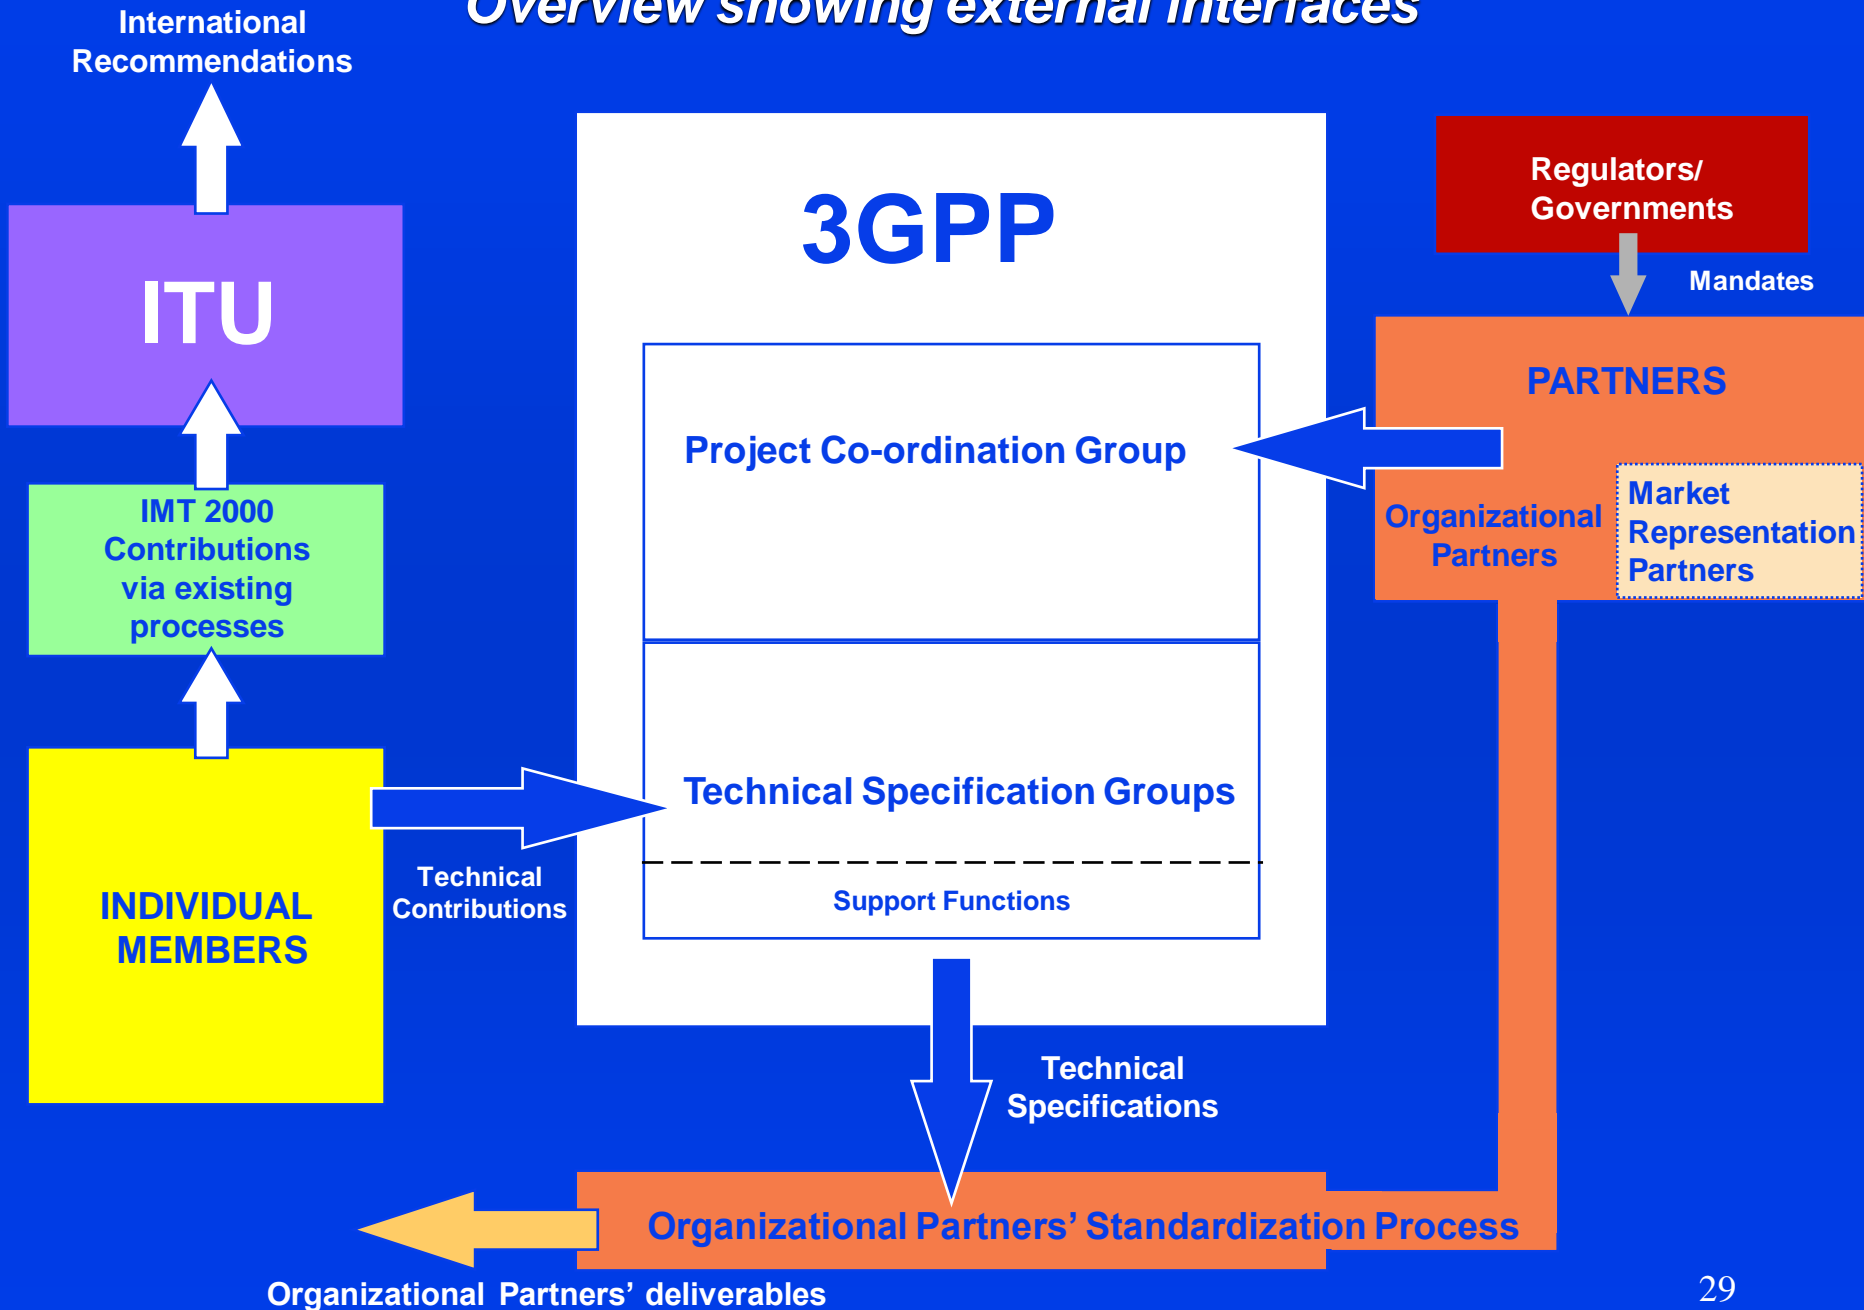 Overview showing external interfaces
International
Recommendations
ITU
IMT 2000
Contributions
via existing
processes
INDIVIDUAL
MEMBERS
Technical
Contributions
3GPP
Project Co-ordination Group
Technical Specification Groups
Support Functions
Technical
Specifications
Regulators/
Governments
Mandates
PARTNERS
Organizational
Partners
Market
Representation
Partners
Organizational Partners’ Standardization Process
Organizational Partners’ deliverables
29